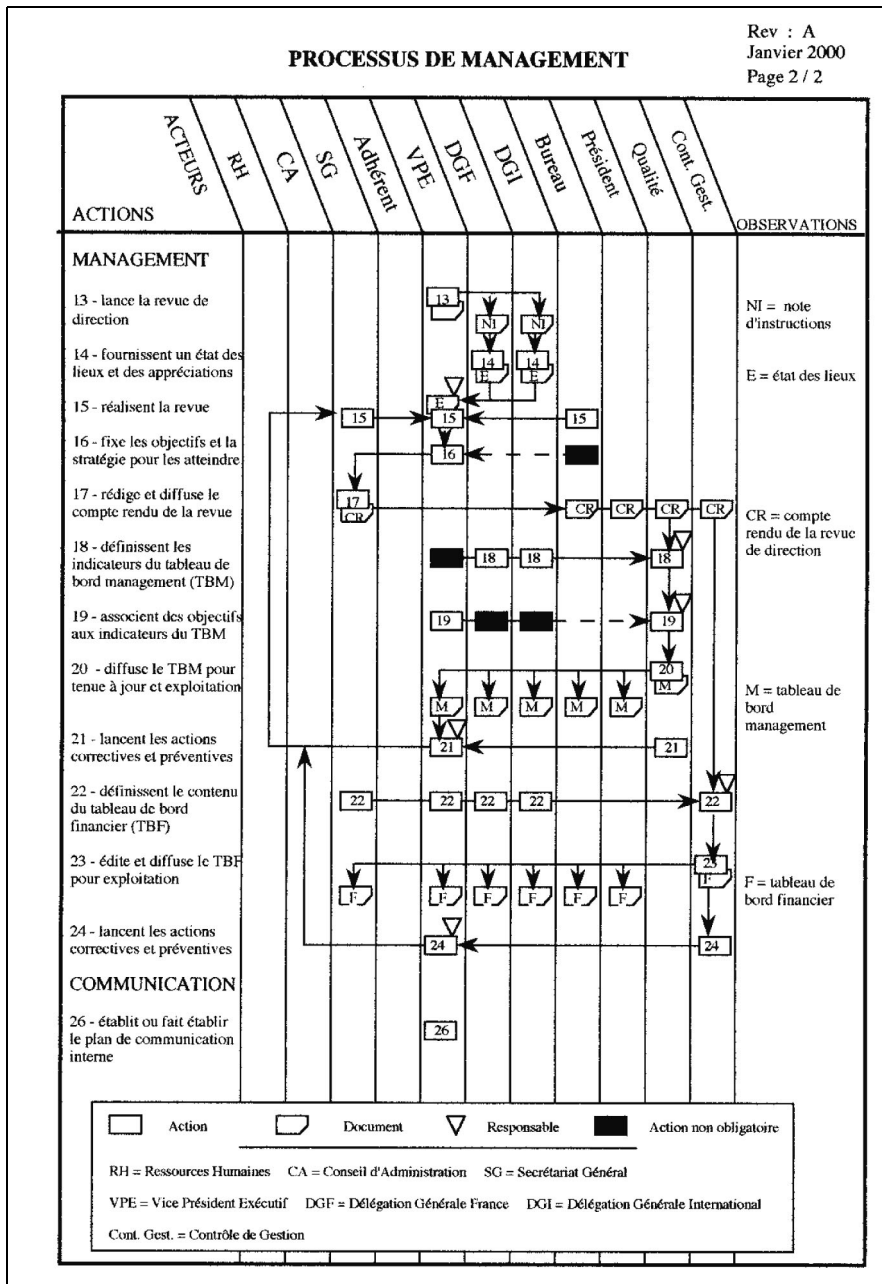 Rev : A
PROCESSUS DE MANAGEMENT
Janvier 2000
Page 2 / 2
ACTEURS
RH
CA
SG
Adhérent
VPE
DGF
DGI
Bureau
Président
Qualité
Cont. Gest.
ACTIONS
OBSERVATIONS
MANAGEMENT
13 - lance la revue de
direction
13
NI NI
NI = note
d'instructions
14 - fournissent un état des
lieux et des appréciations
14 14
E E
E = état des lieux
E
15 - réalisent la revue
15 15 15
16 - fixe les objectifs et la
stratégie pour les atteindre
16
17 - rédige et diffuse le
compte rendu de la revue
17
CR CR CR CR CR
CR = compte
rendu de la revue
de direction
18 - définissent les
indicateurs du tableau de
bord management (TBM)
18 18 18
19 - associent des objectifs
aux indicateurs du TBM
19 19
20 - diffuse le TBM pour
tenue à jour et exploitation
20
M
M M M M M
M = tableau de
bord
management
21 - lancent les actions
correctives et préventives
21 21
22 - définissent le contenu
du tableau de bord
financier (TBF)
22 22 22 22 22
23 - édite et diffuse le TBF
pour exploitation
23
F
F F F F F F
F = tableau de
bord financier
24 - lancent les actions
correctives et préventives
24 24
COMMUNICATION
26 - établit ou fait établir
le plan de communication
interne
26
Action Document Responsable Action non obligatoire
RH = Ressources Humaines CA = Conseil d'Administration SG = Secrétariat Général
VPE = Vice Président Exécutif DGF = Délégation Générale France DGI = Délégation Générale International
Cont. Gest. = Contrôle de Gestion